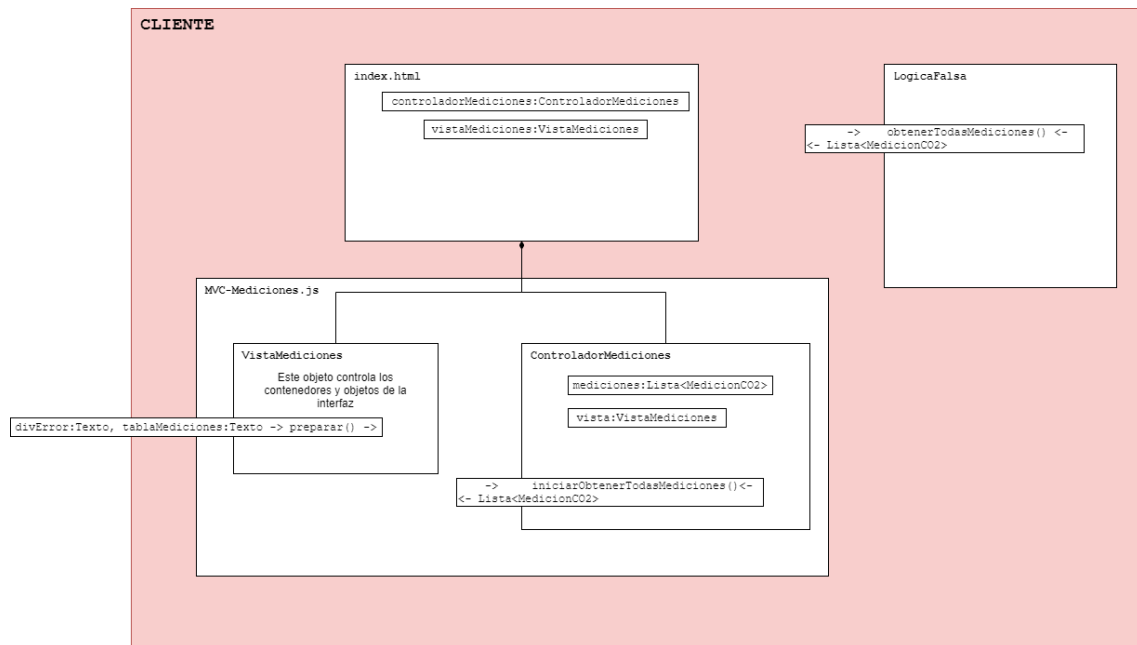 CLIENTE
index.html
controladorMediciones:ControladorMediciones
vistaMediciones:VistaMediciones
LogicaFalsa
-> obtenerTodasMediciones() <-
<- Lista<MedicionCO2>
MVC-Mediciones.js
VistaMediciones
Este objeto controla los
contenedores y objetos de la
interfaz
divError:Texto, tablaMediciones:Texto -> preparar() ->
ControladorMediciones
mediciones:Lista<MedicionCO2>
vista:VistaMediciones
-> iniciarObtenerTodasMediciones()<-
<- Lista<MedicionCO2>